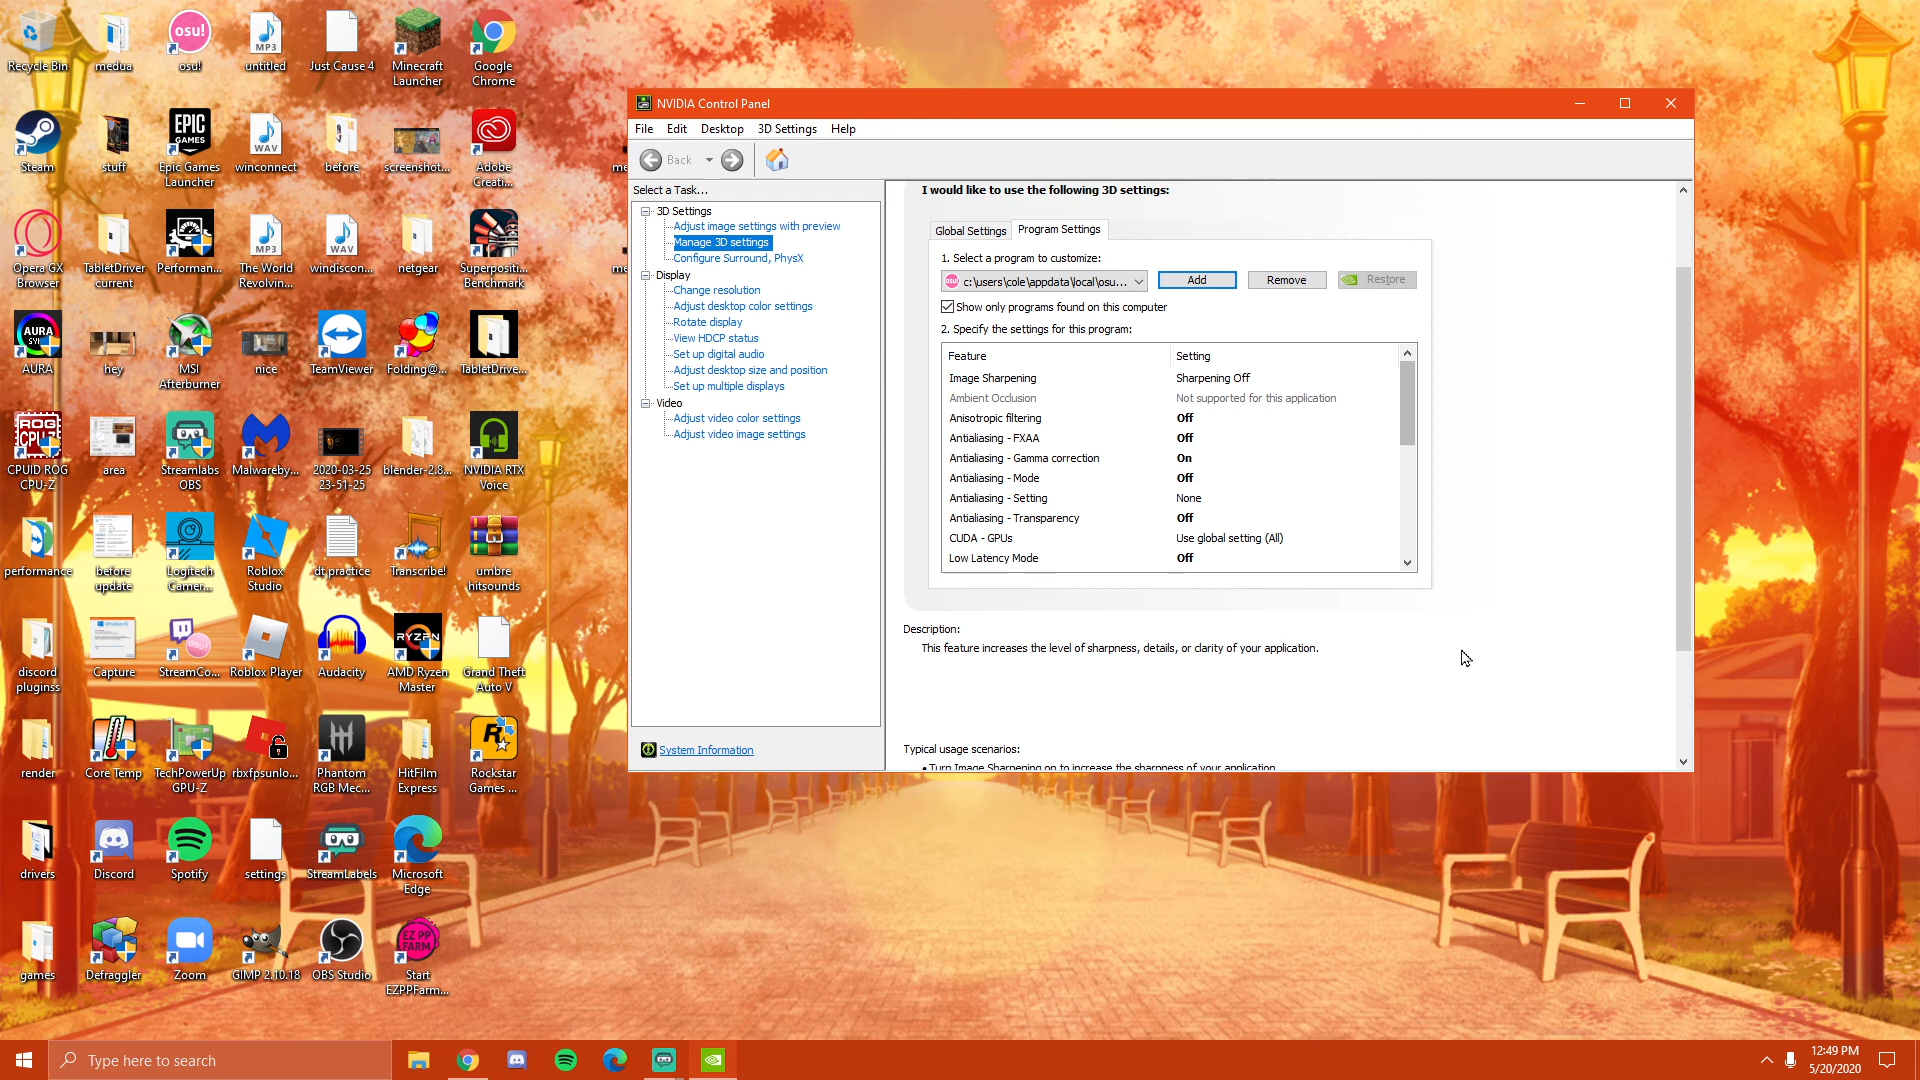 Recycle Bin
medua
osu!
untitled
Just Cause 4
Minecraft
Launcher
Google
Chrome
Steam
stuff
Epic Games
Launcher
winconnect
before
screenshot...
Adobe
Creati...
Opera GX
Browser
TabletDriver
current
Performan...
The World
Revolvin...
windiscon...
netgear
Superpositi...
Benchmark
AURA
hey
MSI
Afterburner
nice
TeamViewer
Folding@...
TabletDrive...
CPUID ROG
CPU-Z
area
Streamlabs
OBS
Malwareby...
2020-03-25
23-51-25
blender-2.8...
NVIDIA RTX
Voice
performance
before
update
Logitech
Gamer...
Roblox
Studio
dt practice
Transcribe!
umbre
hitsounds
discord
pluginss
Capture
StreamCo...
Roblox Player
Audacity
AMD Ryzen
Master
Grand Theft
Auto V
render
Core Temp
TechPowerUp
GPU-Z
rbxfpsunlo...
Phantom
RGB Mec...
HitFilm
Express
Rockstar
Games ...
drivers
Discord
Spotify
settings
StreamLabels
Microsoft
Edge
games
Defraggler
Zoom
GIMP 2.10.18
OBS Studio
Start
EZPPFarm...
NVIDIA Control Panel
File Edit Desktop 3D Settings Help
Back
Select a Task...
3D Settings
Adjust image settings with preview
Manage 3D settings
Configure Surround, PhysX
Display
Change resolution
Adjust desktop color settings
Rotate display
View HDCP status
Set up digital audio
Adjust desktop size and position
Set up multiple displays
Video
Adjust video color settings
Adjust video image settings
System Information
I would like to use the following 3D settings:
Global Settings Program Settings
1. Select a program to customize:
c:\users\cole\appdata\local\osu... Add Remove Restore
Show only programs found on this computer
2. Specify the settings for this program:
Feature Setting
Image Sharpening Sharpening Off
Ambient Occlusion Not supported for this application
Anisotropic filtering Off
Antialiasing - FXAA Off
Antialiasing - Gamma correction On
Antialiasing - Mode Off
Antialiasing - Setting None
Antialiasing - Transparency Off
CUDA - GPUs Use global setting (All)
Low Latency Mode Off
Description:
This feature increases the level of sharpness, details, or clarity of your application.
Typical usage scenarios:
• Turn Image Sharpening on to increase the sharpness of your application
Type here to search
12:49 PM
5/20/2020